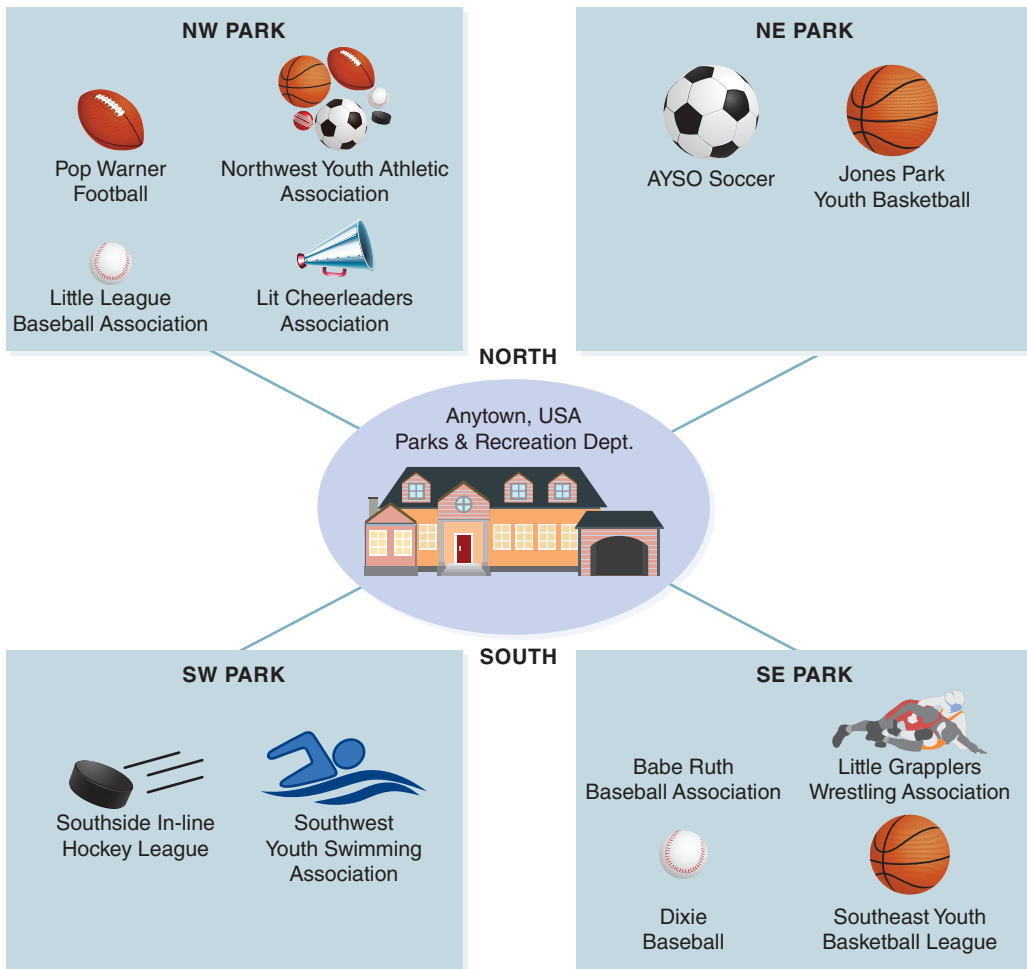 NW PARK
Pop Warner
Football
Northwest Youth Athletic
Association
Little League
Baseball Association
Lit Cheerleaders
Association
NE PARK
AYSO Soccer
Jones Park
Youth Basketball
NORTH
Anytown, USA
Parks & Recreation Dept.
SOUTH
SW PARK
Southside In-line
Hockey League
Southwest
Youth Swimming
Association
SE PARK
Babe Ruth
Baseball Association
Little Grapplers
Wrestling Association
Dixie
Baseball
Southeast Youth
Basketball League